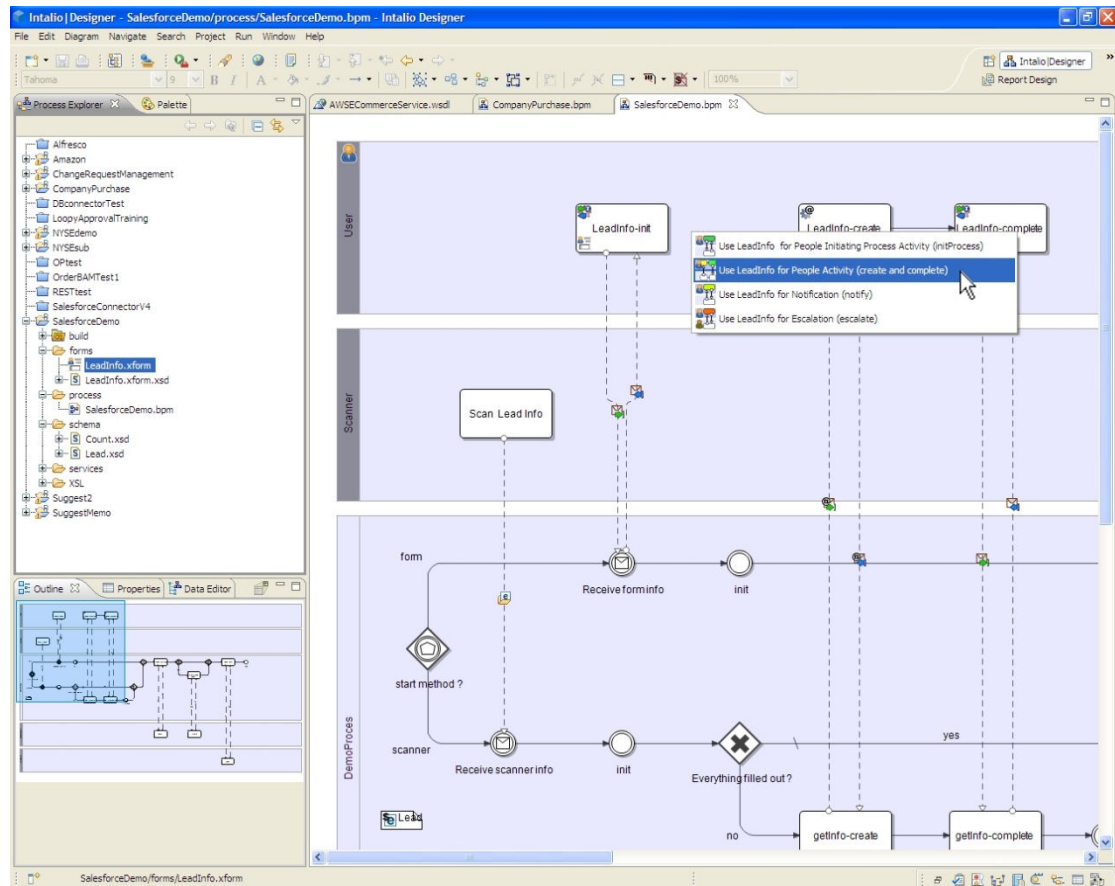 Intalio|Designer - SalesforceDemo/process/SalesforceDemo.bpm - Intalio Designer
File Edit Diagram Navigate Search Project Run Window Help
Tahoma 9 B I A 100%
Intalio|Designer
Report Design
Process Explorer Palette
AWSECommerceService.wsdl CompanyPurchase.bpm SalesforceDemo.bpm
Alfresco
Amazon
ChangeRequestManagement
CompanyPurchase
DBconnectorTest
LoopyApprovalTraining
NYSEdemo
NYSEsub
OPtest
OrderBAMTest1
RESTtest
SalesforceConnectorV4
SalesforceDemo
build
forms
LeadInfo.xform
LeadInfo.xform.xsd
process
SalesforceDemo.bpm
schema
Count.xsd
Lead.xsd
services
XSL
Suggest2
SuggestMemo
Outline Properties Data Editor
User
LeadInfo-init
LeadInfo-create
LeadInfo-complete
Use LeadInfo for People Initiating Process Activity (initProcess)
Use LeadInfo for People Activity (create and complete)
Use LeadInfo for Notification (notify)
Use LeadInfo for Escalation (escalate)
Scanner
Scan Lead Info
DemoProces
form
Receive form info
init
start method ?
scanner
Receive scanner info
init
Everything filled out?
yes
no
getInfo-create
getInfo-complete
Lead
SalesforceDemo/forms/LeadInfo.xform